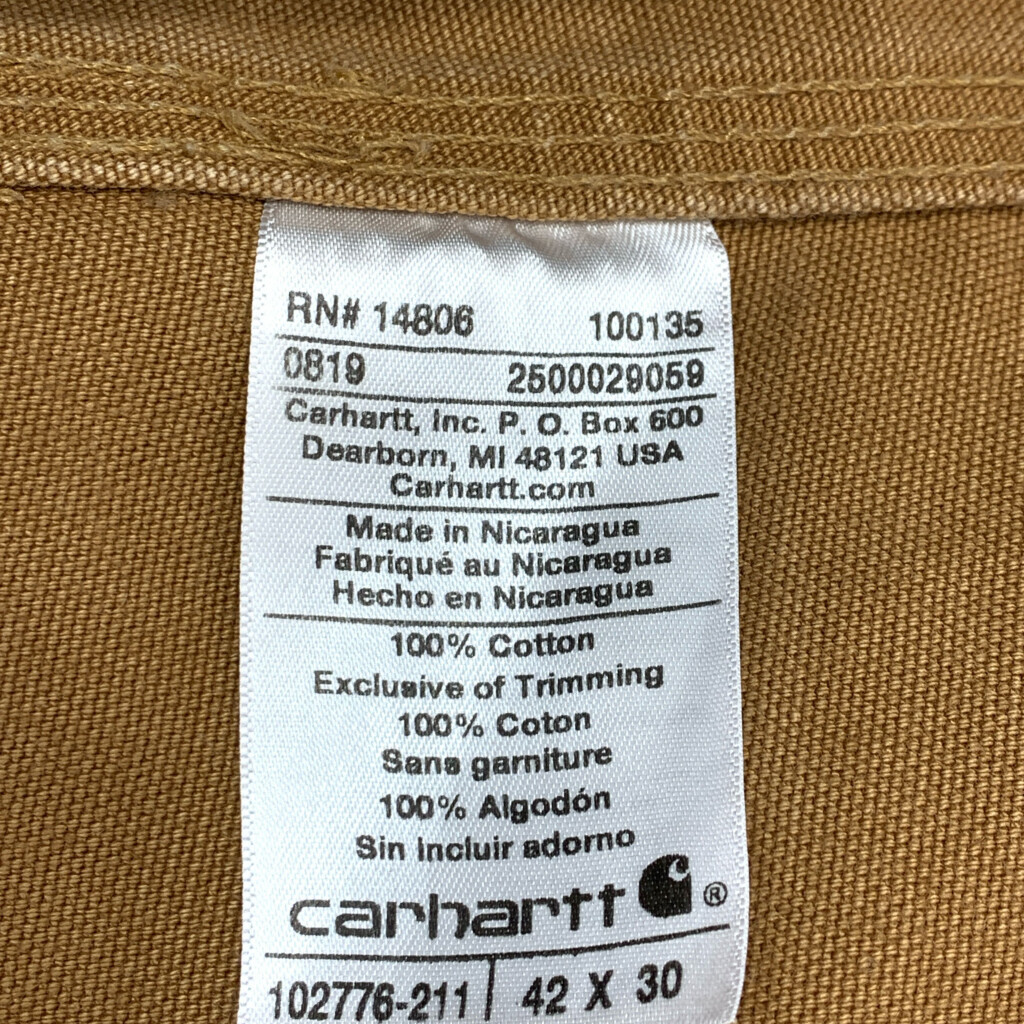 RN# 14806 100135
0819 2500029059
Carhartt, Inc. P. O. Box 600
Dearborn, MI 48121 USA
Carhartt.com
Made in Nicaragua
Fabriqué au Nicaragua
Hecho en Nicaragua
100% Cotton
Exclusive of Trimming
100% Coton
Sans garniture
100% Algodón
Sin Incluir adorno
carhartt ®
102776-211 42 X 30